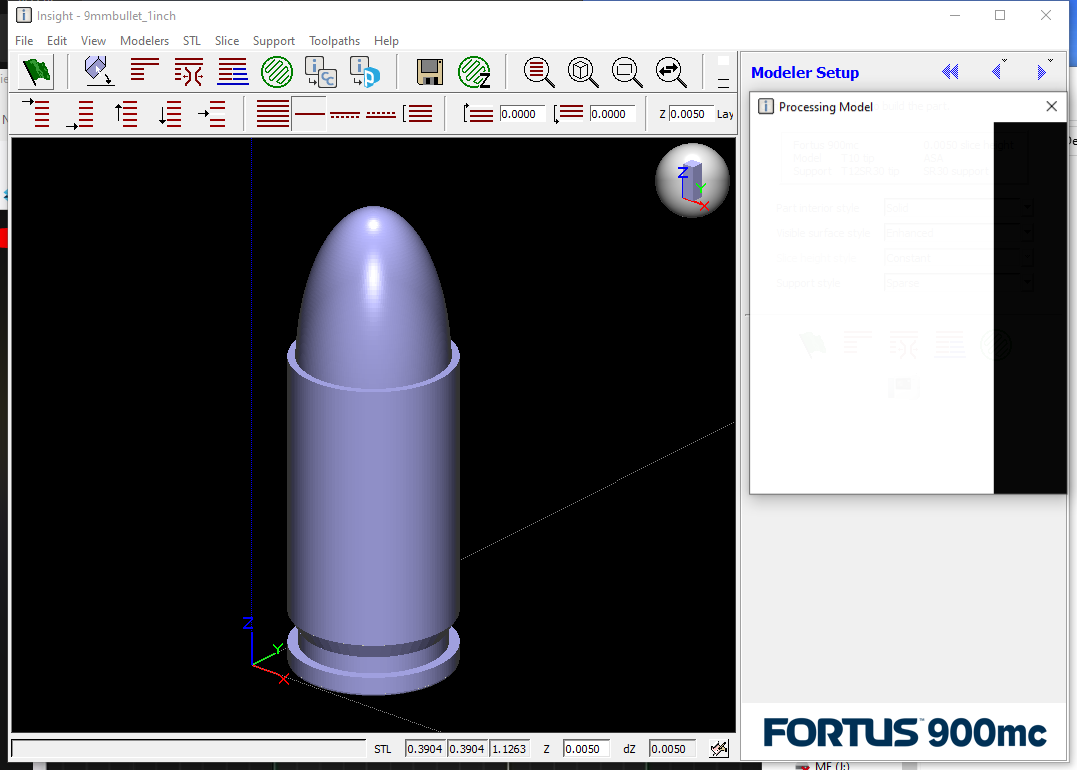 Insight - 9mmbullet_1inch
File Edit View Modelers STL Slice Support Toolpaths Help
0.0000 0.0000 Z 0.0050 Lay
Modeler Setup
Processing Model
Z
Y
X
Z
Y
X
STL 0.3904 0.3904 1.1263 Z 0.0050 dZ 0.0050
FORTUS 900mc